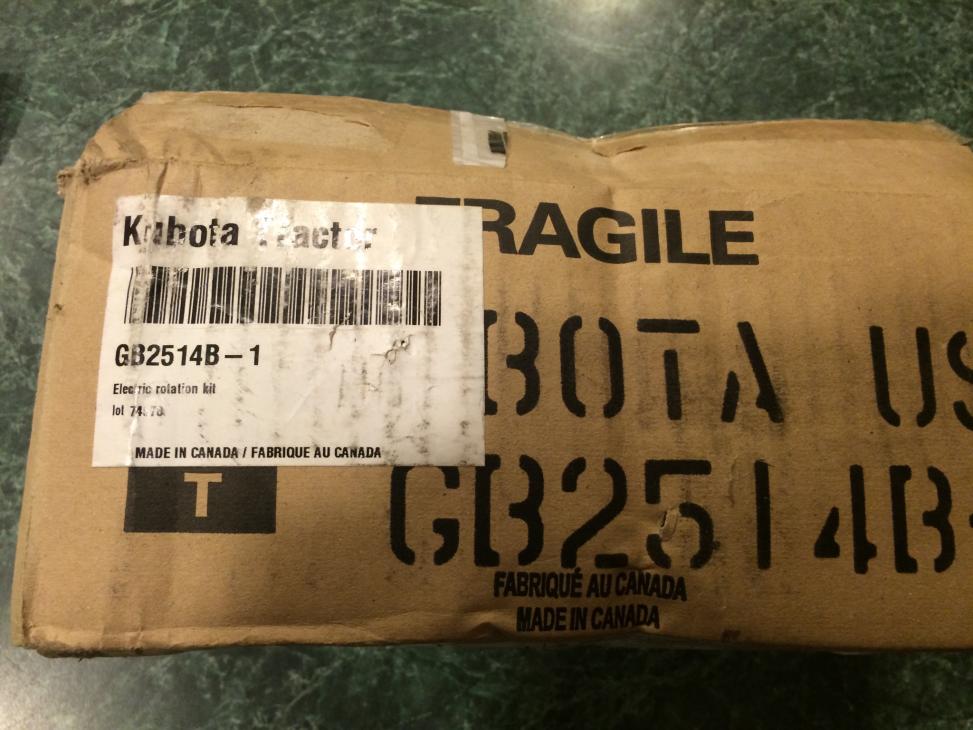 Kubota Tractor
FRAGILE
GB2514B-1
Electric rotation kit
lot
MADE IN CANADA / FABRIQUE AU CANADA
T
BOTA US
GB2514B-
FABRIQUÉ AU CANADA
MADE IN CANADA